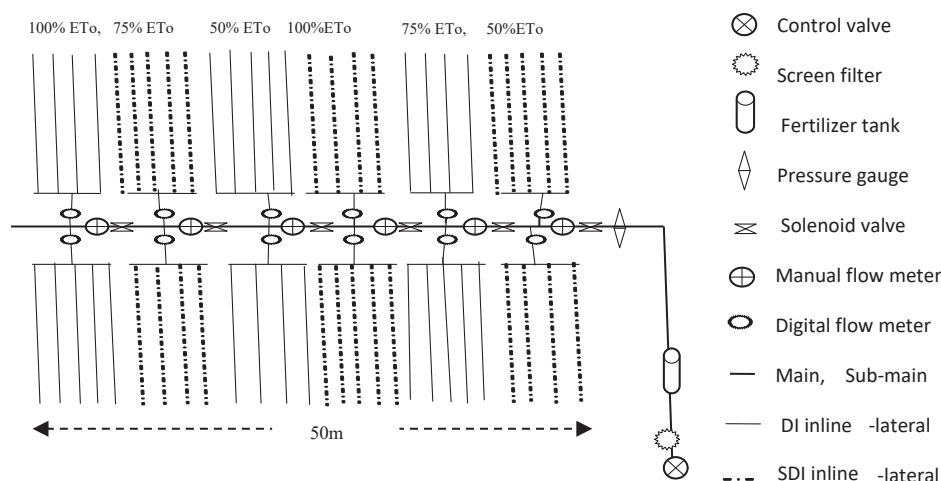 100% ETo, 75% ETo 50% ETo 100%ETo 75% ETo, 50%ETo
50m
Control valve
Screen filter
Fertilizer tank
Pressure gauge
Solenoid valve
Manual flow meter
Digital flow meter
Main, Sub-main
DI inline -lateral
SDI inline -lateral